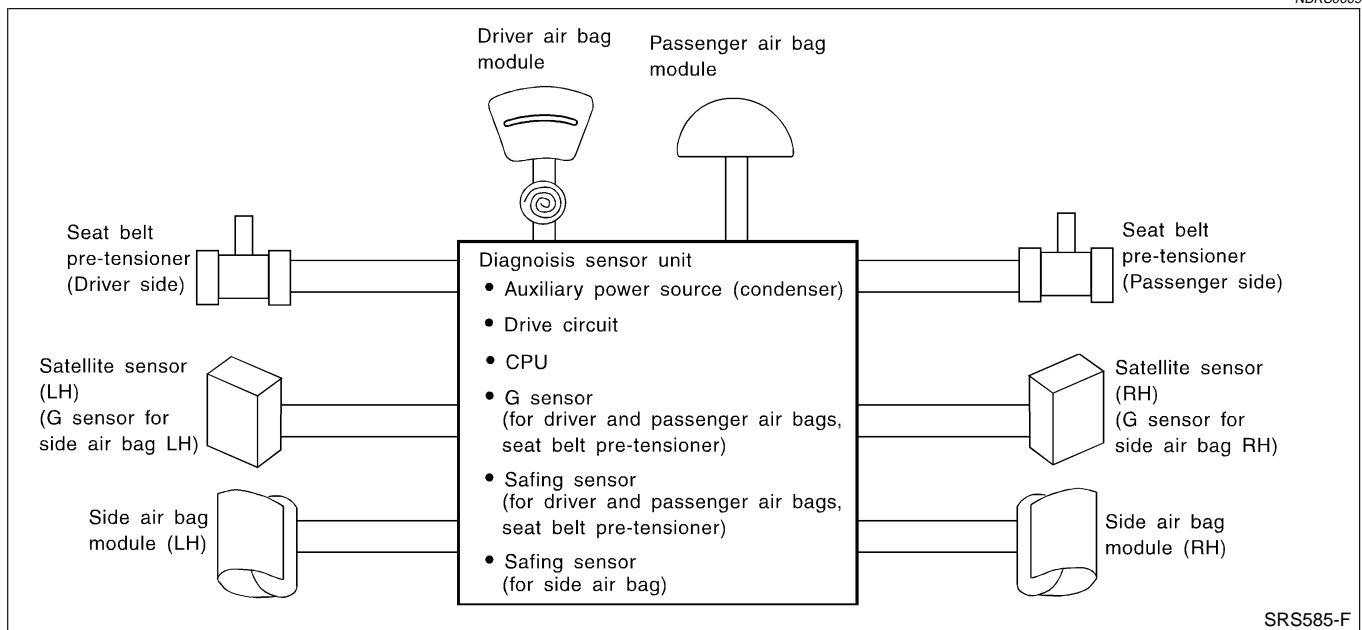 Driver air bag
module
Passenger air bag
module
Seat belt
pre-tensioner
(Driver side)
Satellite sensor
(LH)
(G sensor for
side air bag LH)
Side air bag
module (LH)
Diagnoisis sensor unit
• Auxiliary power source (condenser)
• Drive circuit
• CPU
• G sensor
(for driver and passenger air bags,
seat belt pre-tensioner)
• Safing sensor
(for driver and passenger air bags,
seat belt pre-tensioner)
• Safing sensor
(for side air bag)
Seat belt
pre-tensioner
(Passenger side)
Satellite sensor
(RH)
(G sensor for
side air bag RH)
Side air bag
module (RH)
SRS585-F